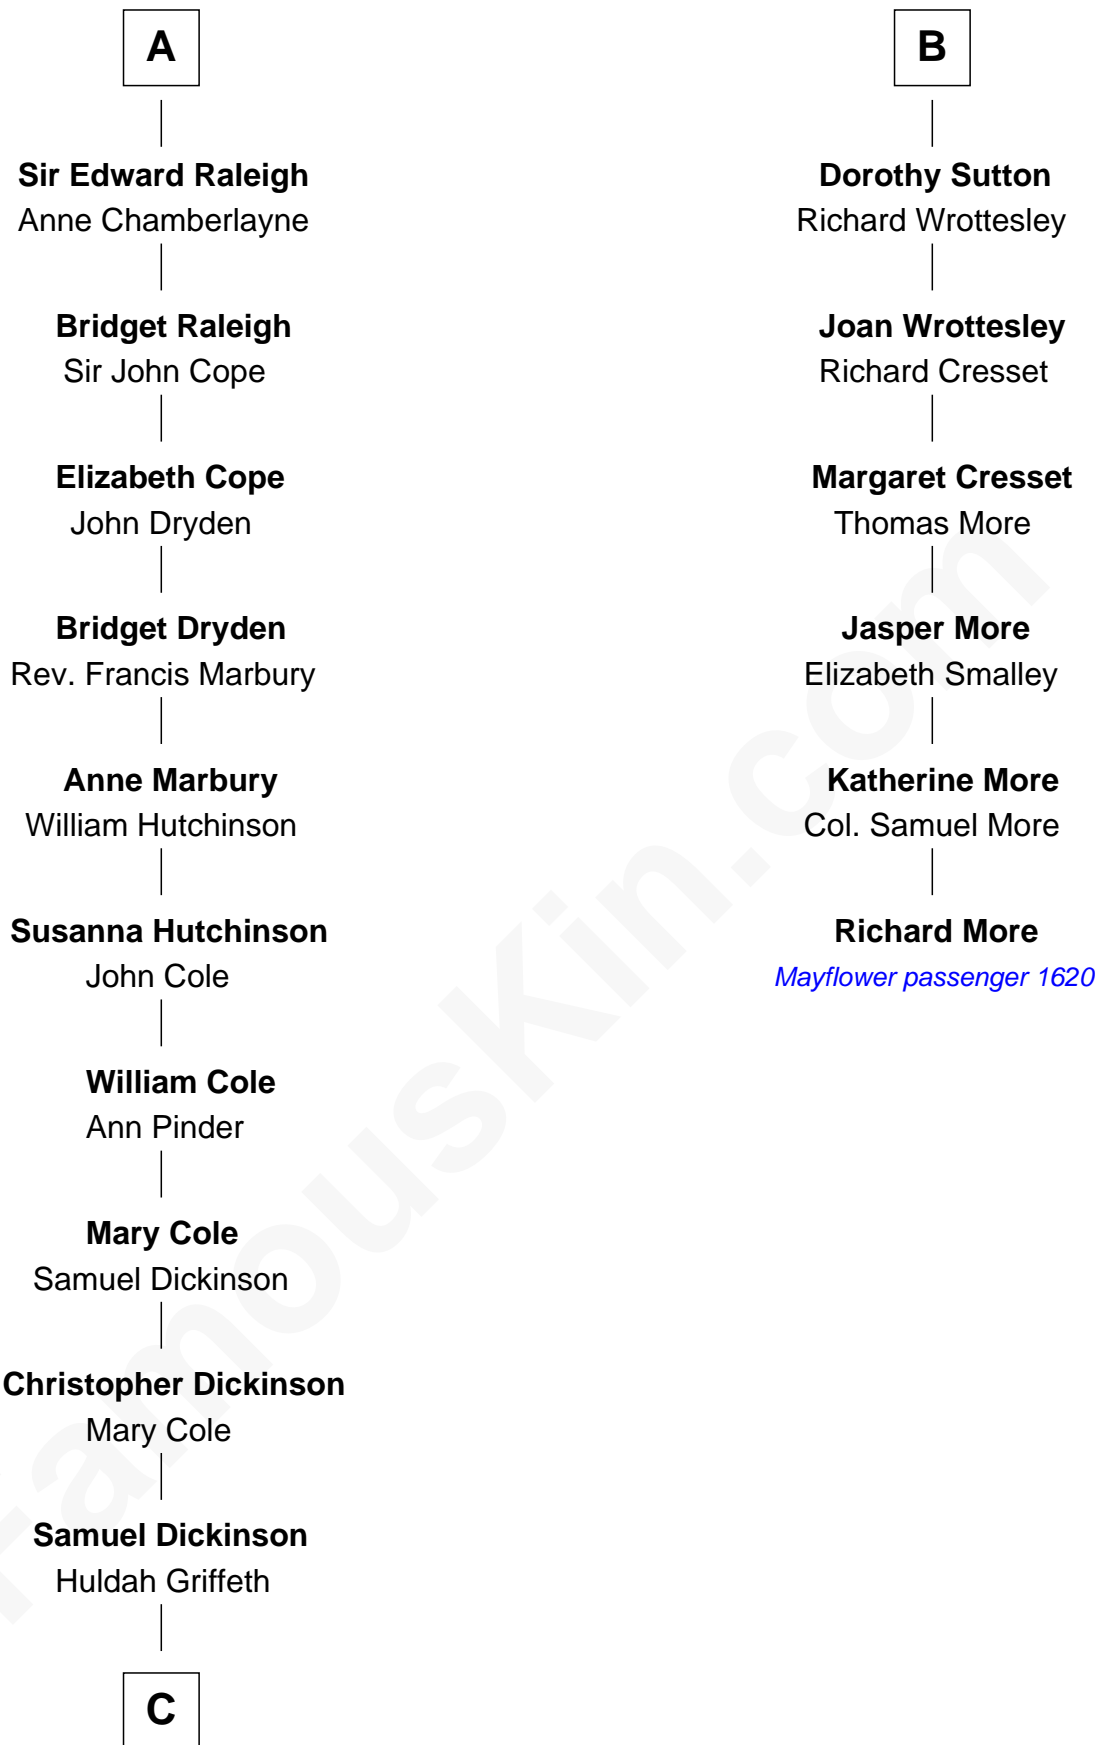 A
Sir Edward Raleigh
Anne Chamberlayne
Bridget Raleigh
Sir John Cope
Elizabeth Cope
John Dryden
Bridget Dryden
Rev. Francis Marbury
Anne Marbury
William Hutchinson
Susanna Hutchinson
John Cole
William Cole
Ann Pinder
Mary Cole
Samuel Dickinson
Christopher Dickinson
Mary Cole
Samuel Dickinson
Huldah Griffeth
C
B
Dorothy Sutton
Richard Wrottesley
Joan Wrottesley
Richard Cresset
Margaret Cresset
Thomas More
Jasper More
Elizabeth Smalley
Katherine More
Col. Samuel More
Richard More
Mayflower passenger 1620
FamousKin.com